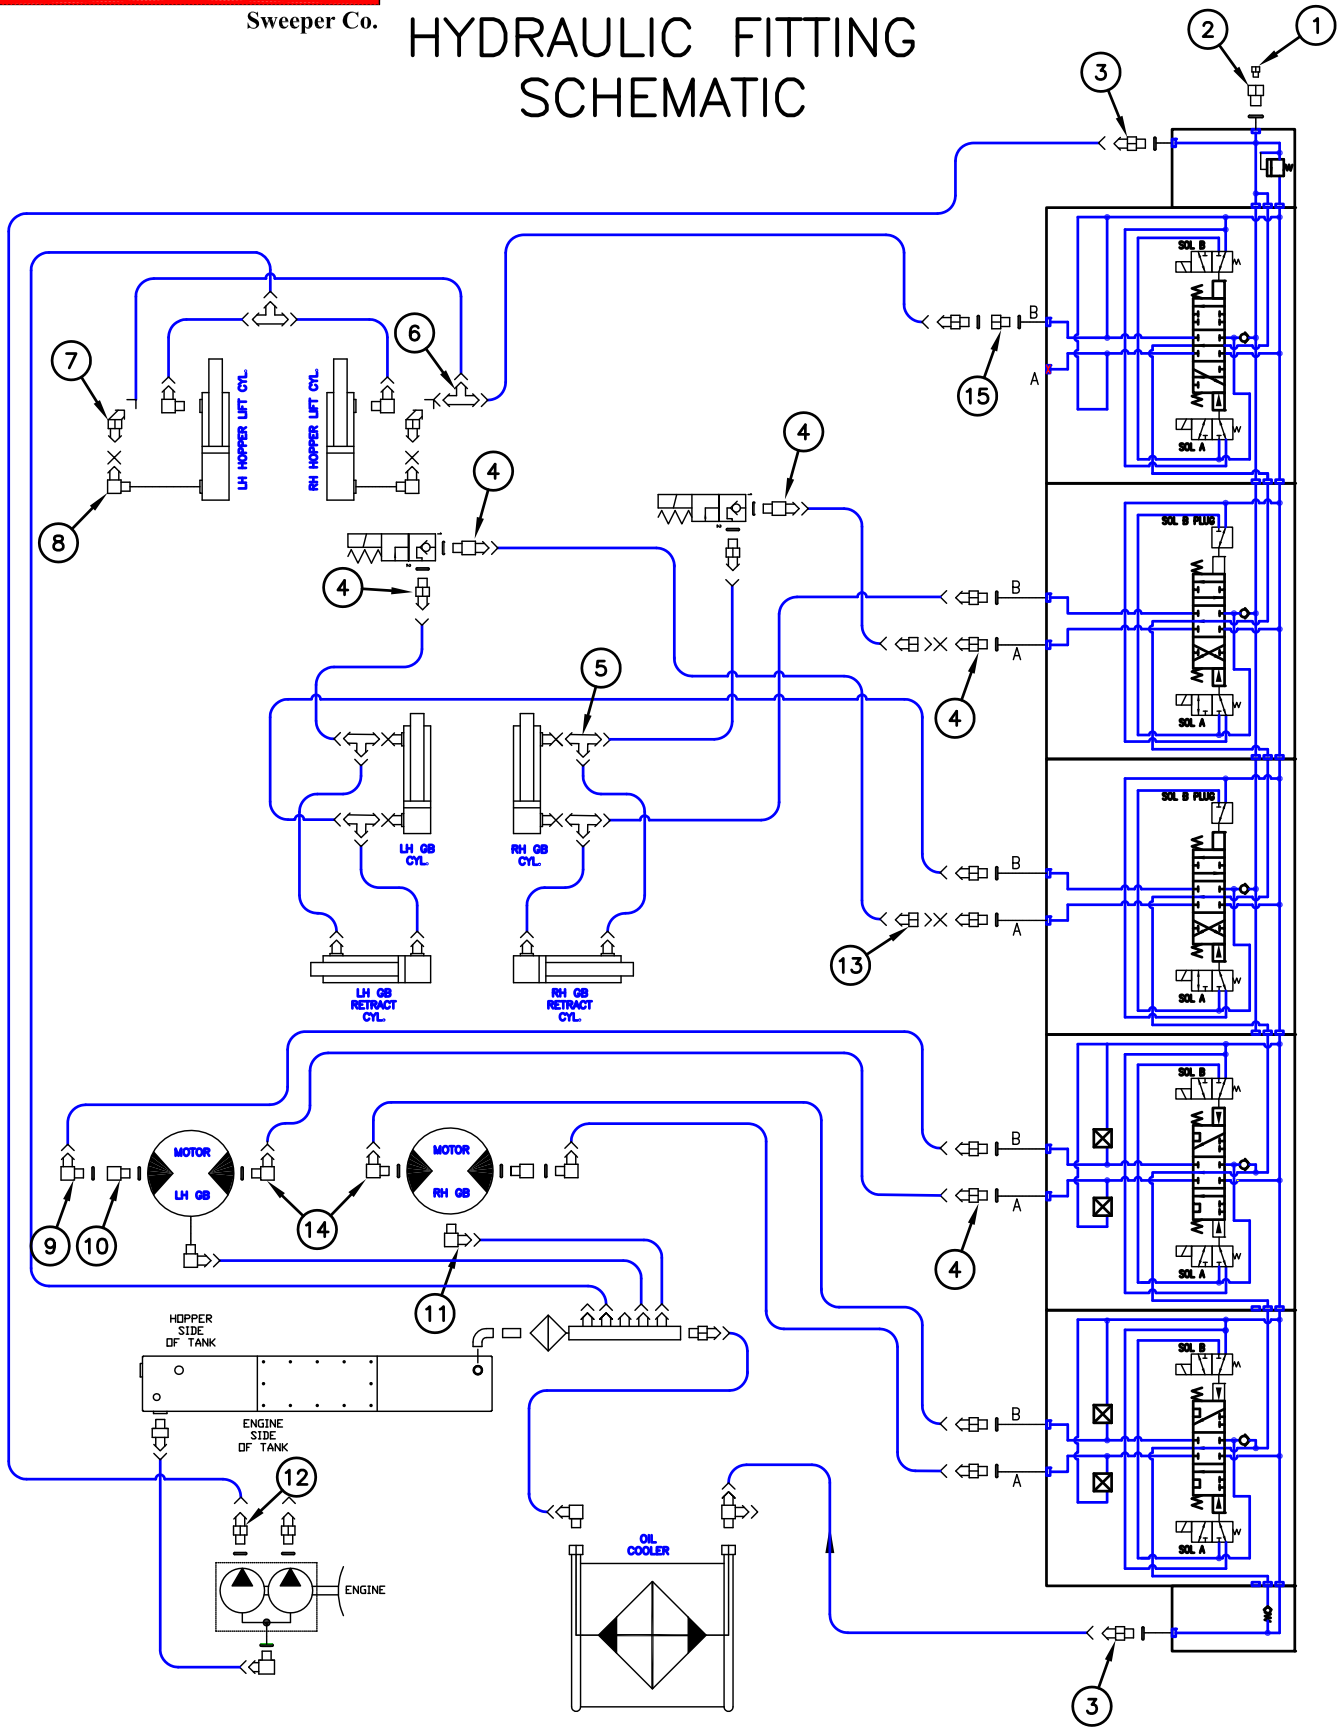 Sweeper Co.
HYDRAULIC FITTING
SCHEMATIC
1
2
3
SOL B
B
A
15
SOL A
6
7
LH HOPPER LIFT CYL.
RH HOPPER LIFT CYL.
8
4
4
4
1
2
1
2
SOL B PLUG
B
A
4
SOL A
5
LH GB
CYL.
RH GB
CYL.
SOL B PLUG
B
A
13
SOL A
LH GB
RETRACT
CYL.
RH GB
RETRACT
CYL.
SOL B
MOTOR
LH GB
MOTOR
RH GB
B
A
9
10
14
4
SOL A
11
HOPPER
SIDE
OF TANK
ENGINE
SIDE
OF TANK
SOL B
B
A
12
SOL A
OIL
COOLER
ENGINE
3